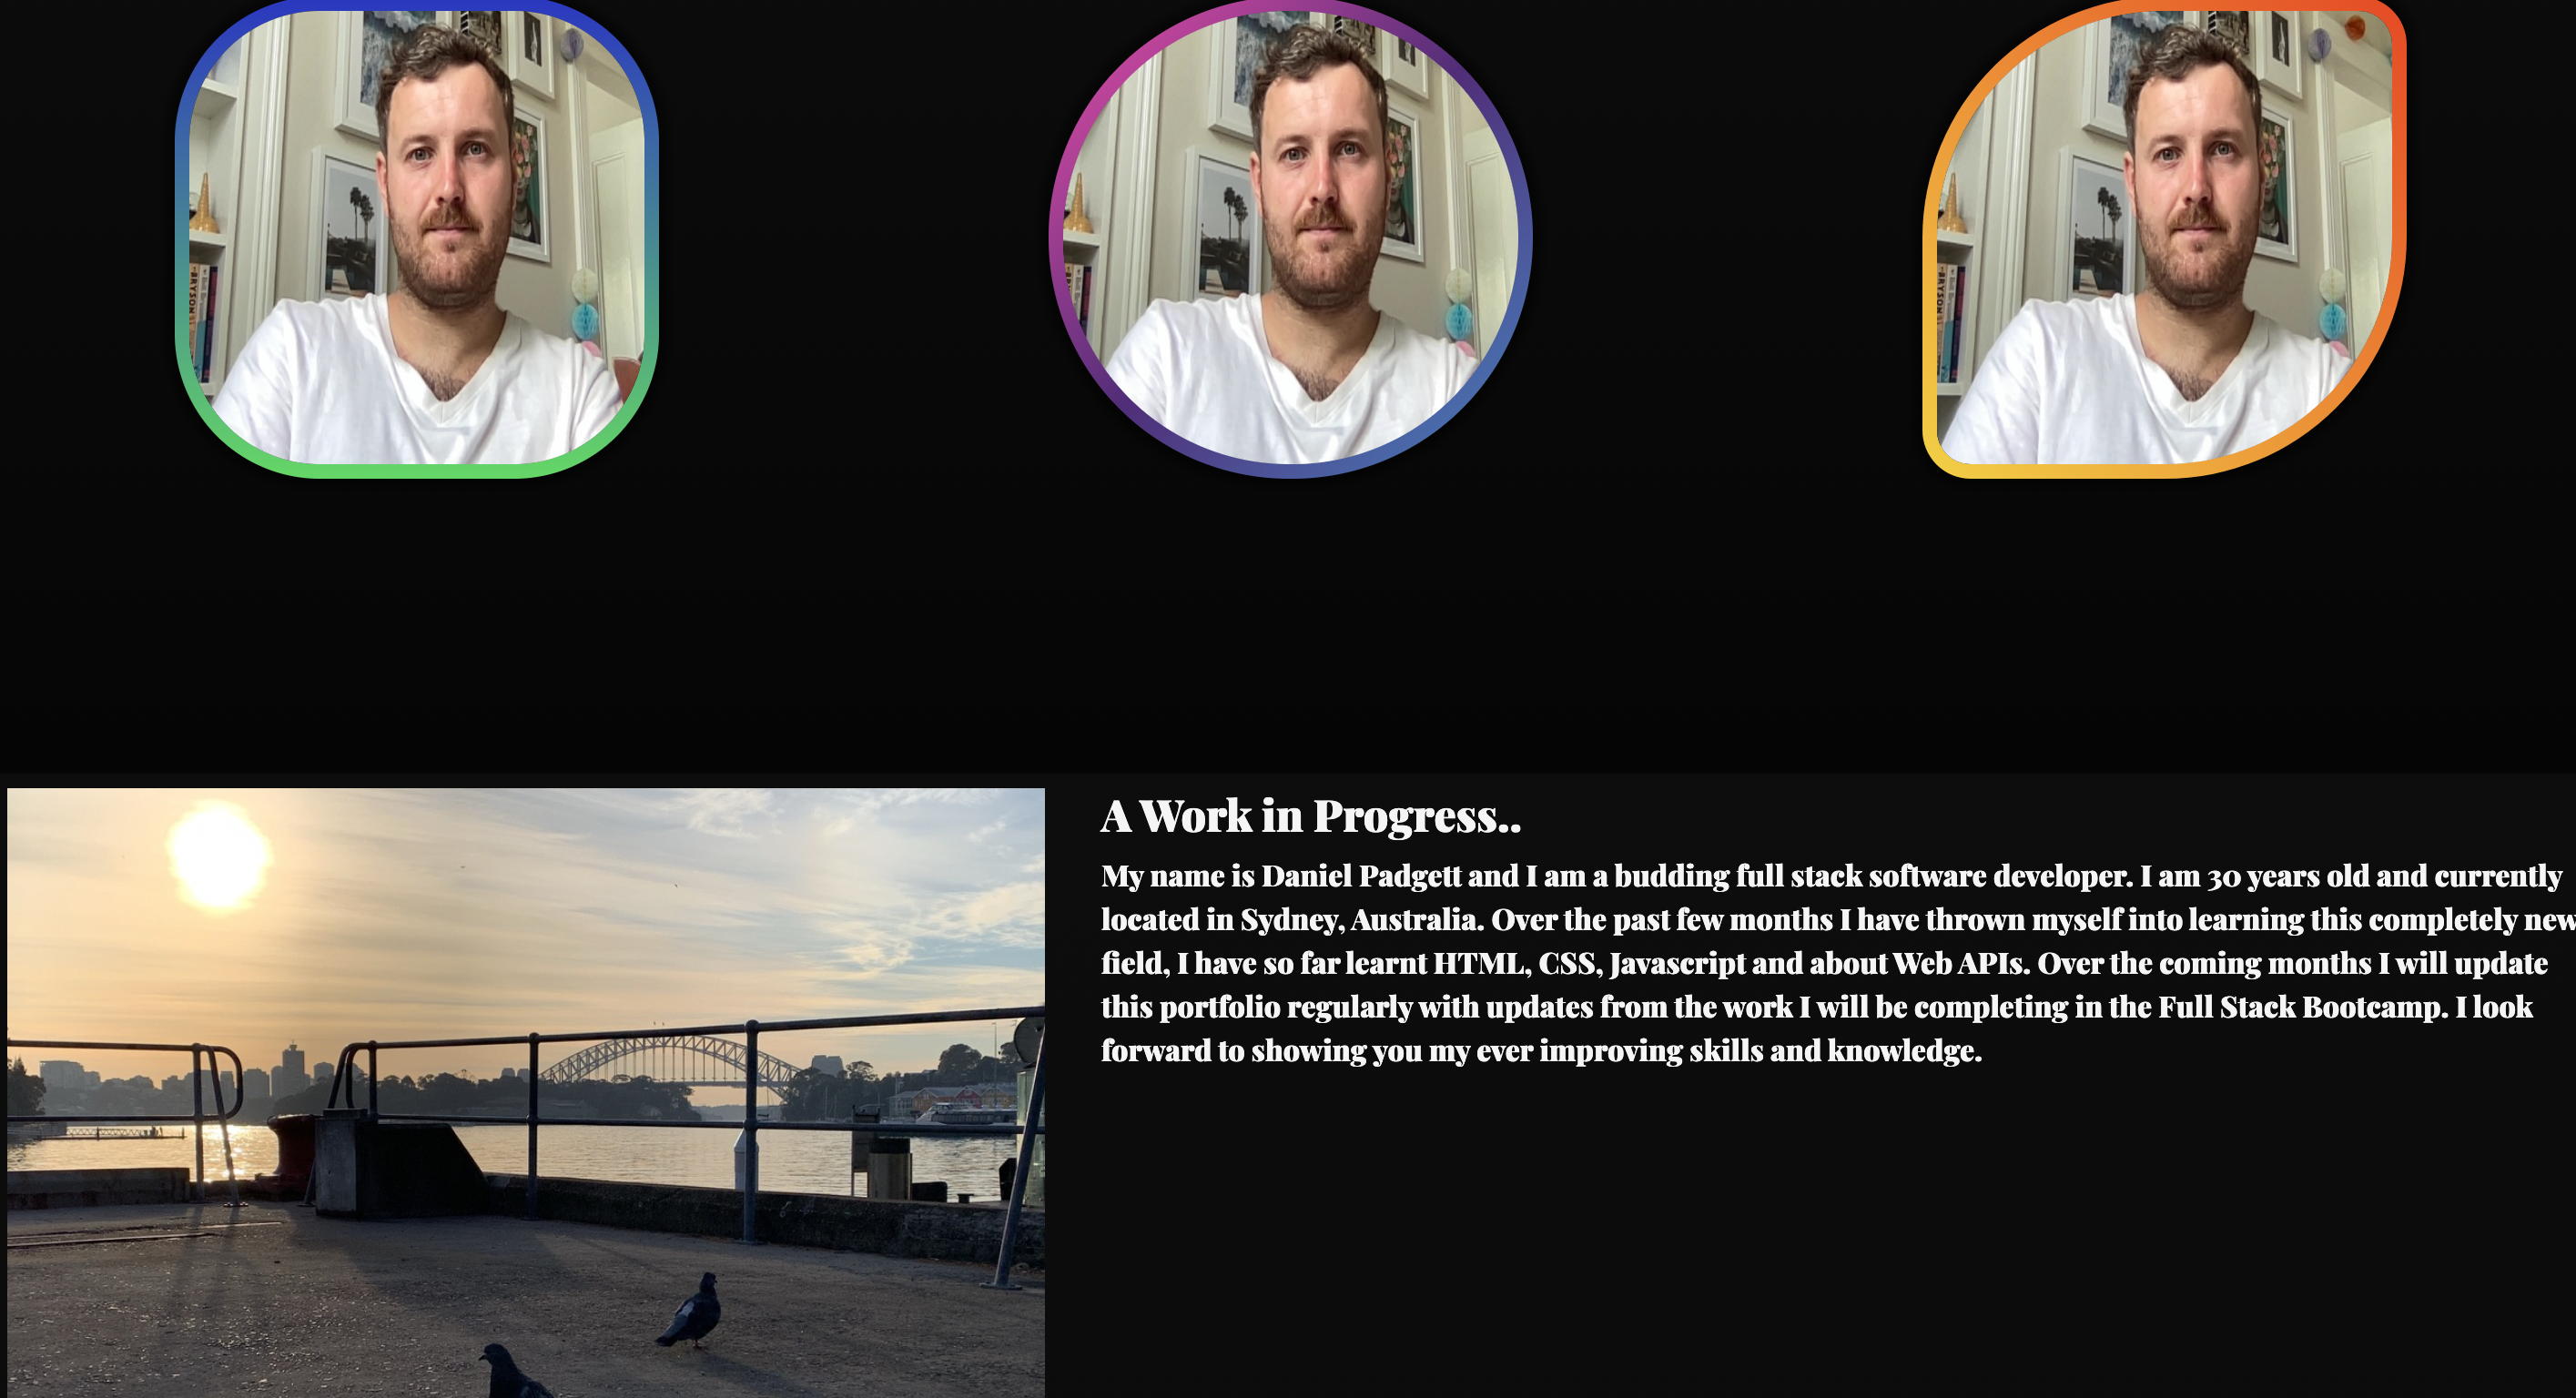 A Work in Progress..
My name is Daniel Padgett and I am a budding full stack software developer. I am 30 years old and currently
located in Sydney, Australia. Over the past few months I have thrown myself into learning this completely new
field, I have so far learnt HTML, CSS, Javascript and about Web APIs. Over the coming months I will update
this portfolio regularly with updates from the work I will be completing in the Full Stack Bootcamp. I look
forward to showing you my ever improving skills and knowledge.